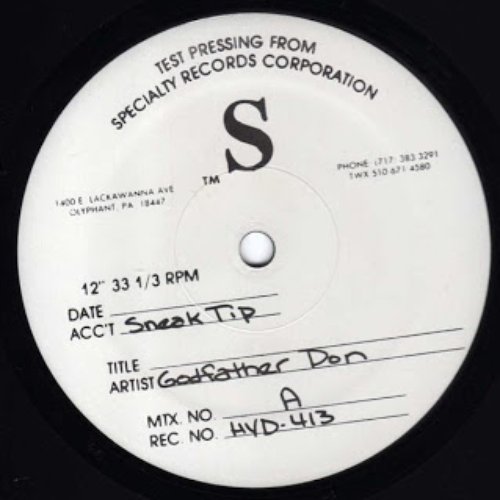 TEST PRESSING FROM
SPECIALTY RECORDS CORPORATION
S
TM
1400 E. LACKAWANNA AVE
OLYPHANT, PA 18447
PHONE (717) 383.3291
TWX 510-671-4580
12" 33 1/3 RPM
DATE
ACC'T Sneak Tip
TITLE
ARTIST Godfather Don
MTX. NO. A
REC. NO. HYD-413